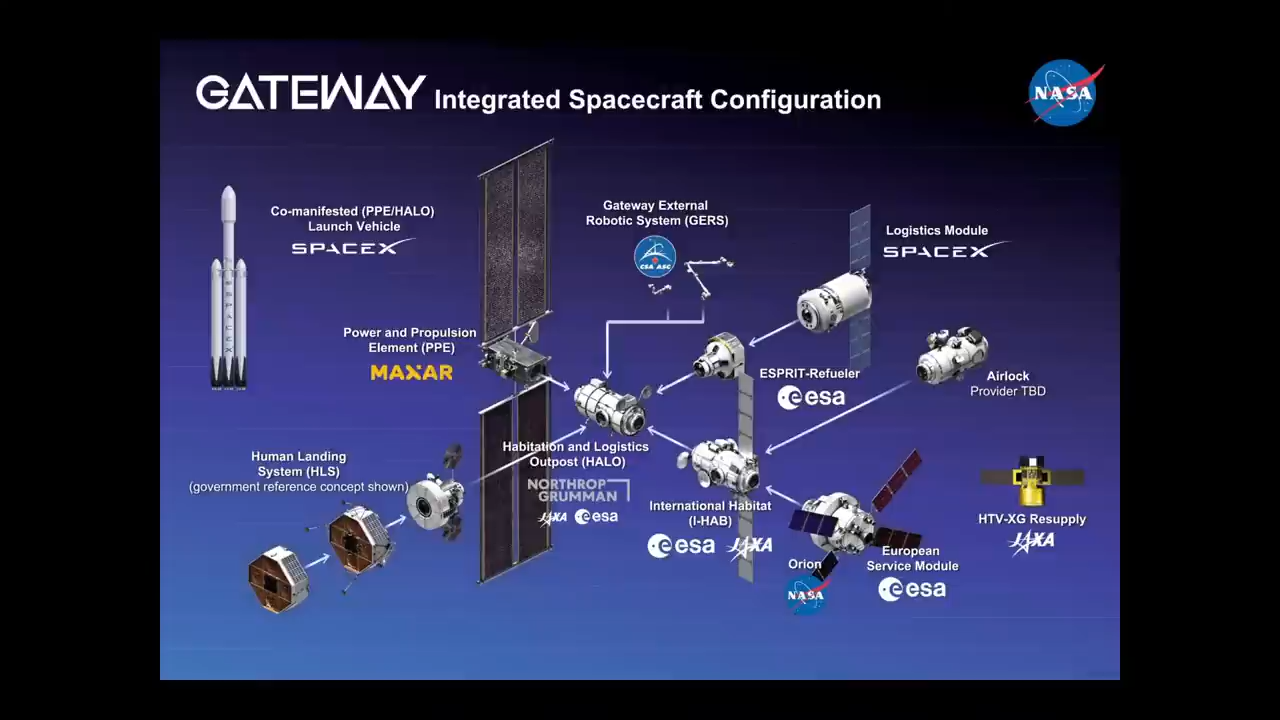 GATEWAY Integrated Spacecraft Configuration
NASA
Co-manifested (PPE/HALO)
Launch Vehicle
SPACEX
SPACEX
Gateway External
Robotic System (GERS)
CSA ASC
Logistics Module
SPACEX
Power and Propulsion
Element (PPE)
MAXAR
ESPRIT-Refueler
esa
Airlock
Provider TBD
Human Landing
System (HLS)
(government reference concept shown)
Habitation and Logistics
Outpost (HALO)
NORTHROP
GRUMMAN
JAXA esa
International Habitat
(I-HAB)
esa JAXA
Orion
NASA
European
Service Module
esa
HTV-XG Resupply
JAXA